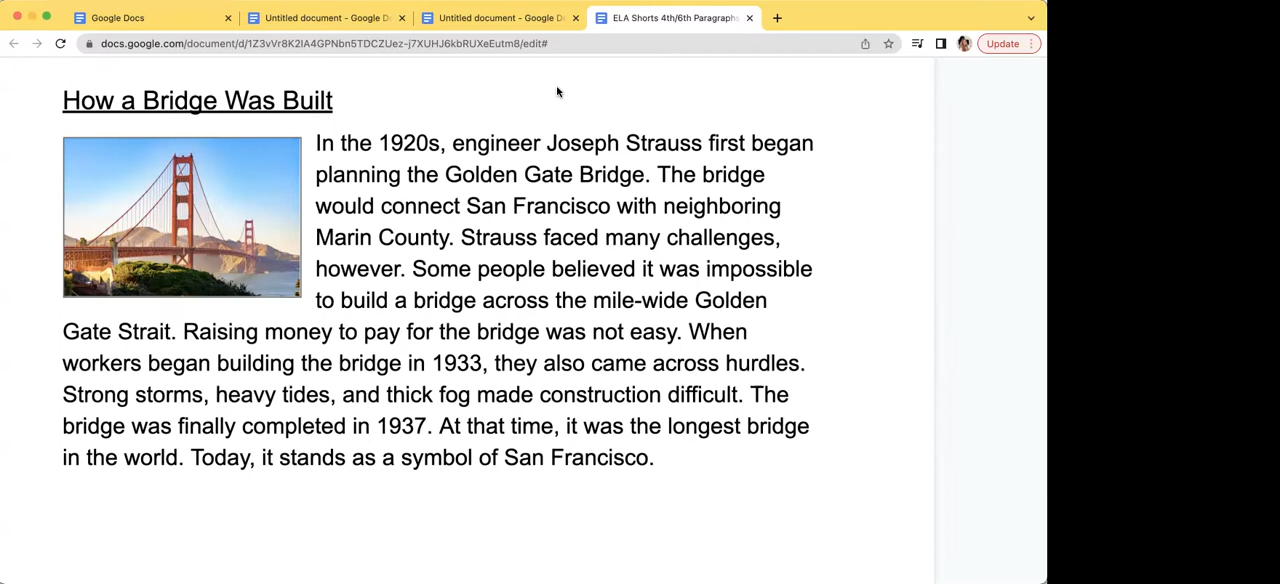 Google Docs
Untitled document - Google D
Untitled document - Google D
ELA Shorts 4th/6th Paragraphs
docs.google.com/document/d/1Z3vVr8K2IA4GPNbn5TDCZUez-j7XUHJ6kbRUXeEutm8/edit#
Update
How a Bridge Was Built
In the 1920s, engineer Joseph Strauss first began
planning the Golden Gate Bridge. The bridge
would connect San Francisco with neighboring
Marin County. Strauss faced many challenges,
however. Some people believed it was impossible
to build a bridge across the mile-wide Golden
Gate Strait. Raising money to pay for the bridge was not easy. When
workers began building the bridge in 1933, they also came across hurdles.
Strong storms, heavy tides, and thick fog made construction difficult. The
bridge was finally completed in 1937. At that time, it was the longest bridge
in the world. Today, it stands as a symbol of San Francisco.